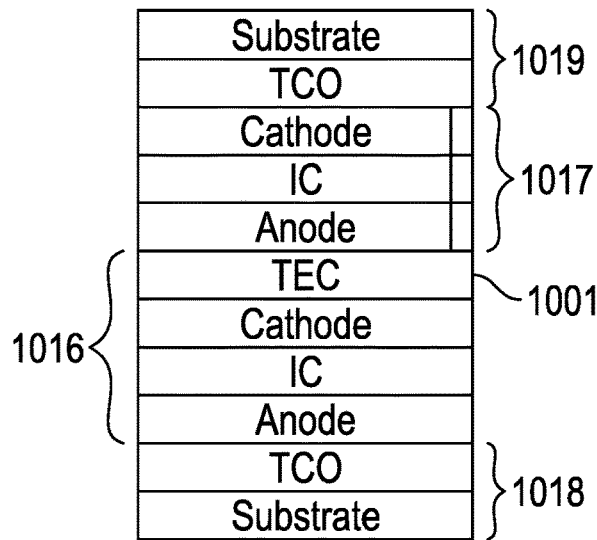 Substrate
1019
TCO
Cathode
IC
1017
Anode
TEC
1001
Cathode
1016
IC
Anode
TCO
1018
Substrate